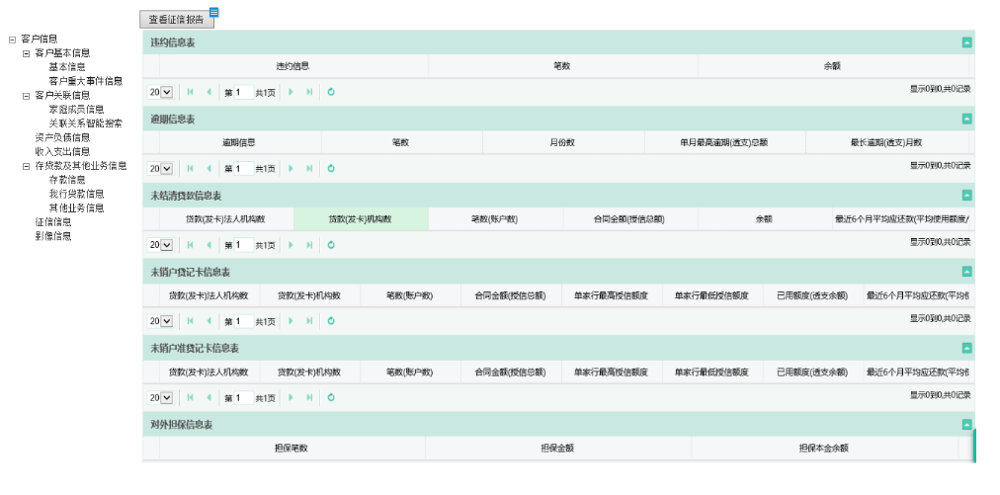 查看征信报告
客户信息
客户基本信息
基本信息
客户重大事件信息
客户关联信息
家庭成员信息
关联关系智能搜索
资产负债信息
收入支出信息
存贷款及其他业务信息
存款信息
我行贷款信息
其他业务信息
征信信息
影像信息
违约信息表
违约信息 笔数 余额
20 第 1 共1页 显示0到0,共0记录
逾期信息表
逾期信息 笔数 月份数 单月最高逾期(透支)总额 最长逾期(透支)月数
20 第 1 共1页 显示0到0,共0记录
未结清贷款信息表
贷款(发卡)法人机构数 贷款(发卡)机构数 笔数(账户数) 合同金额(授信总额) 余额 最近6个月平均应还款(平均使用额度/
20 第 1 共1页 显示0到0,共0记录
未销户贷记卡信息表
贷款(发卡)法人机构数 贷款(发卡)机构数 笔数(账户数) 合同金额(授信总额) 单家行最高授信额度 单家行最低授信额度 已用额度(透支余额) 最近6个月平均应还款(平均
20 第 1 共1页 显示0到0,共0记录
未销户准贷记卡信息表
贷款(发卡)法人机构数 贷款(发卡)机构数 笔数(账户数) 合同金额(授信总额) 单家行最高授信额度 单家行最低授信额度 已用额度(透支余额) 最近6个月平均应还款(平均
20 第 1 共1页 显示0到0,共0记录
对外担保信息表
担保笔数 担保金额 担保本金余额